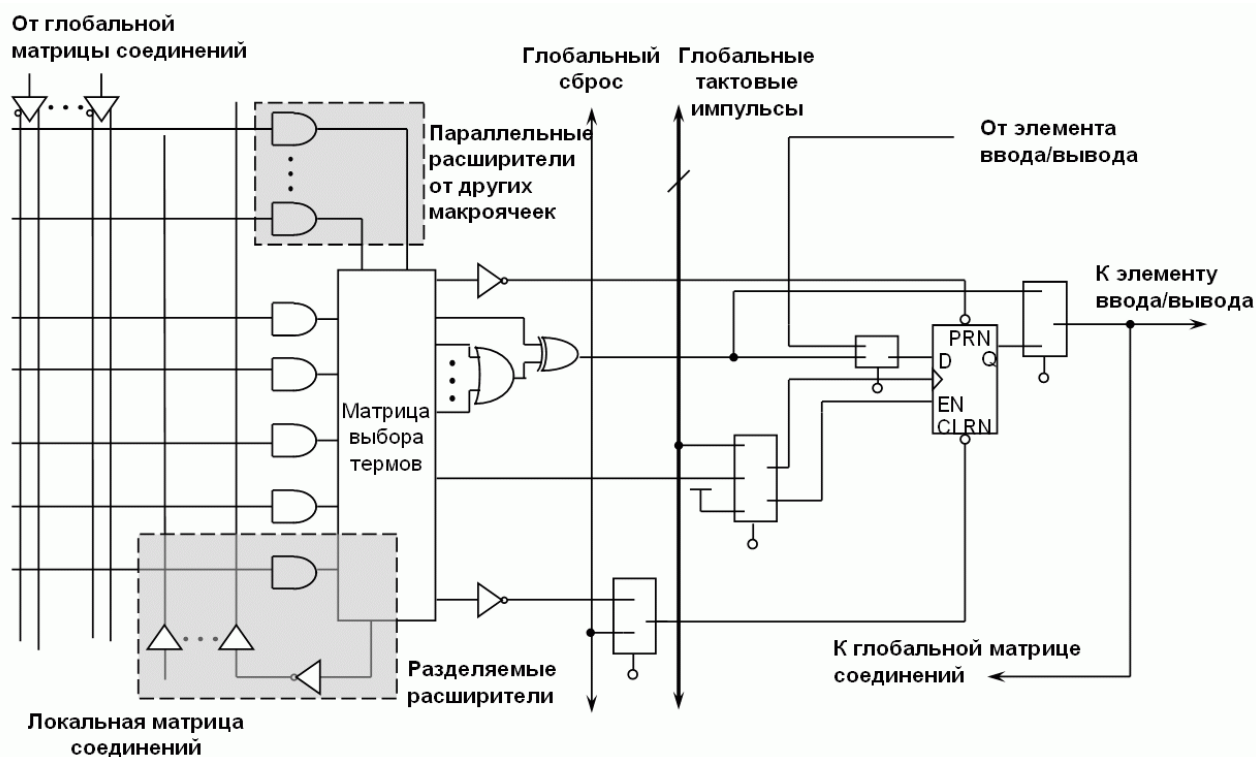 От глобальной
матрицы соединений
Глобальный
сброс
Глобальные
тактовые
импульсы
Параллельные
расширители
от других
макроячеек
От элемента
ввода/вывода
К элементу
ввода/вывода
PRN
D
Q
EN
CLRN
Матрица
выбора
термов
К глобальной матрице
соединений
Разделяемые
расширители
Локальная матрица
соединений